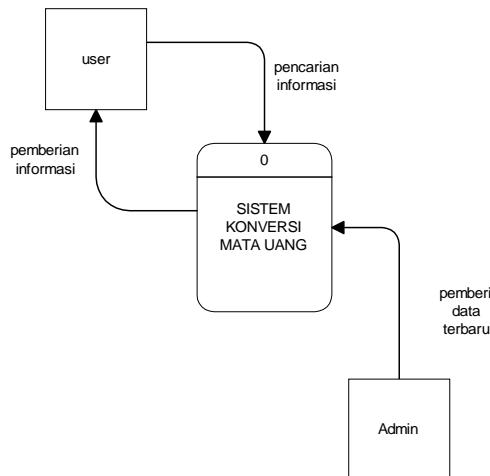 user
pencarian
informasi
pemberian
informasi
0
SISTEM
KONVERSI
MATA UANG
pemberi
data
terbaru
Admin